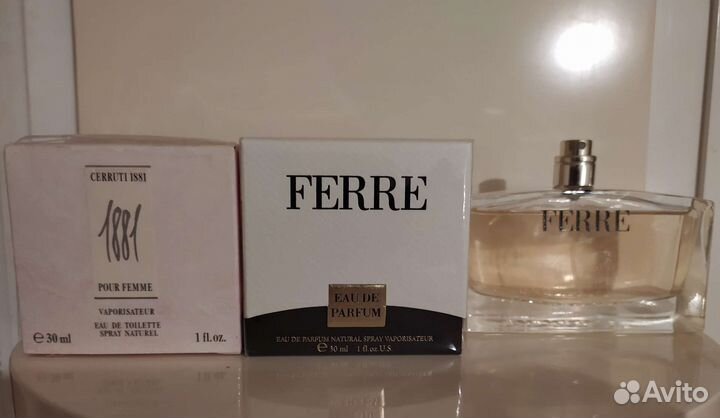 CERRUTI 1881
1881
POUR FEMME
VAPORISATEUR
EAU DE TOILETTE
SPRAY NATUREL
℮ 30 ml
1 fl.oz.
FERRE
EAU DE
PARFUM
EAU DE PARFUM NATURAL SPRAY VAPORISATEUR
℮ 30 ml 1 fl.oz U.S.
FERRE
Avito